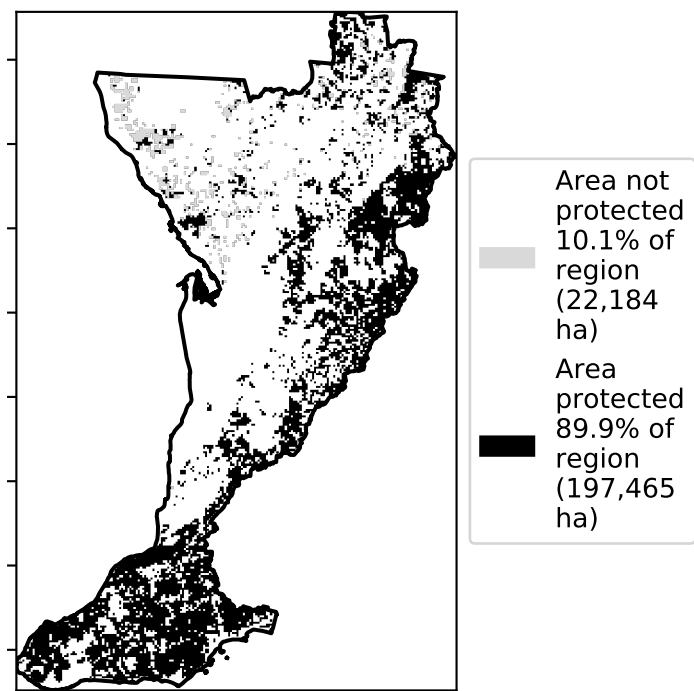 Area not
protected
10.1% of
region
(22,184
ha)
Area
protected
89.9% of
region
(197,465
ha)